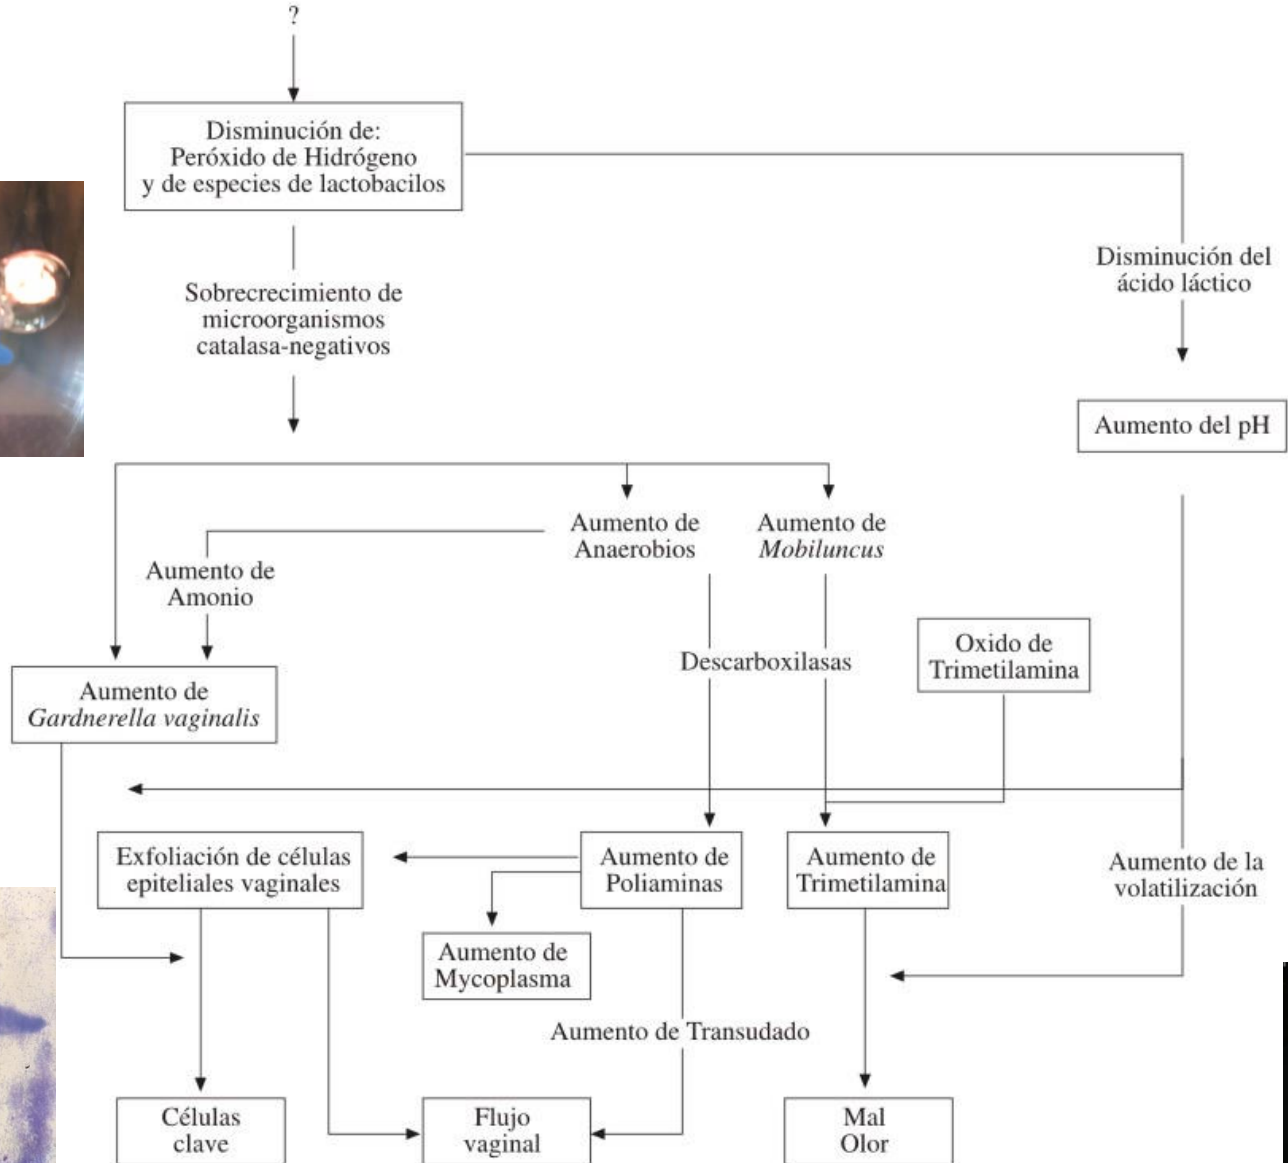 ?
Disminución de:
Peróxido de Hidrógeno
y de especies de lactobacilos
Disminución del
ácido láctico
Sobrecrecimiento de
microorganismos
catalasa-negativos
Aumento del pH
Aumento de
Anaerobios
Aumento de
Mobiluncus
Aumento de
Amonio
Oxido de
Trimetilamina
Descarboxilasas
Aumento de
Gardnerella vaginalis
Exfoliación de células
epiteliales vaginales
Aumento de
Poliaminas
Aumento de
Trimetilamina
Aumento de la
volatilización
Aumento de
Mycoplasma
Aumento de Transudado
Células
clave
Flujo
vaginal
Mal
Olor